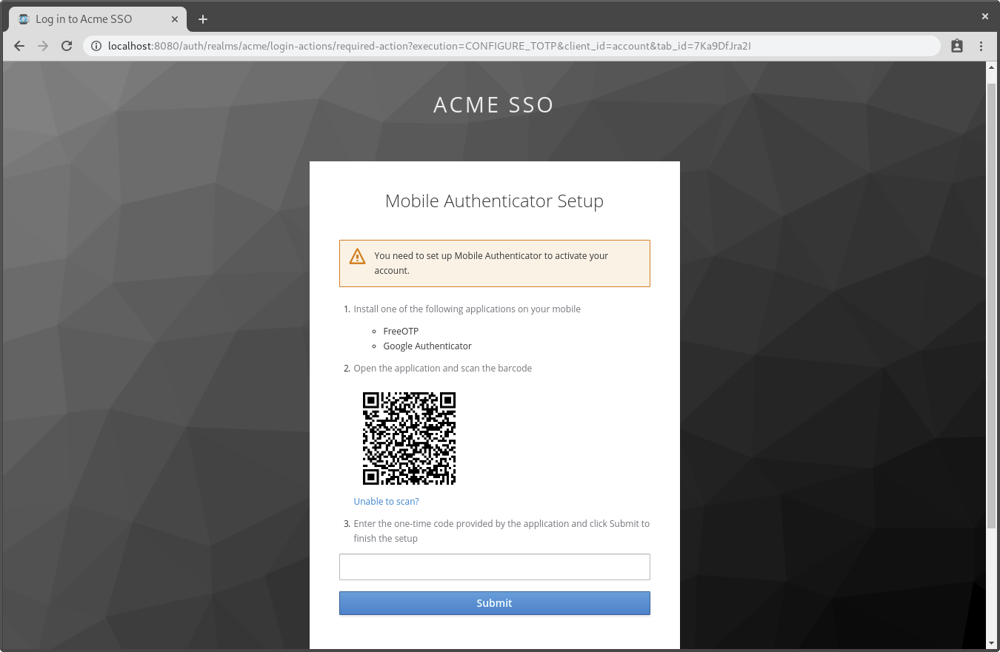 Log in to Acme SSO
localhost:8080/auth/realms/acme/login-actions/required-action?execution=CONFIGURE_TOTP&client_id=account&tab_id=7Ka9DfJra2I
ACME SSO
Mobile Authenticator Setup
You need to set up Mobile Authenticator to activate your
account.
1. Install one of the following applications on your mobile
FreeOTP
Google Authenticator
2. Open the application and scan the barcode
Unable to scan?
3. Enter the one-time code provided by the application and click Submit to
finish the setup
Submit